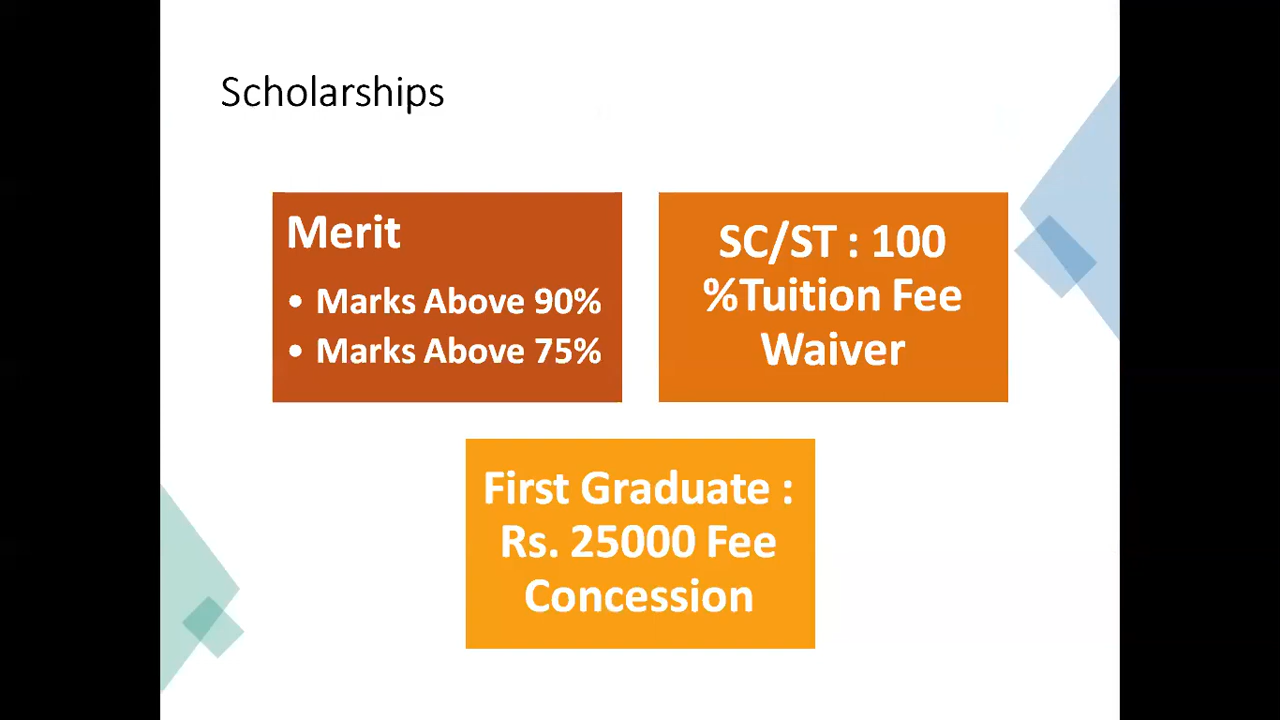 Scholarships
Merit
• Marks Above 90%
• Marks Above 75%
SC/ST : 100
%Tuition Fee
Waiver
First Graduate :
Rs. 25000 Fee
Concession